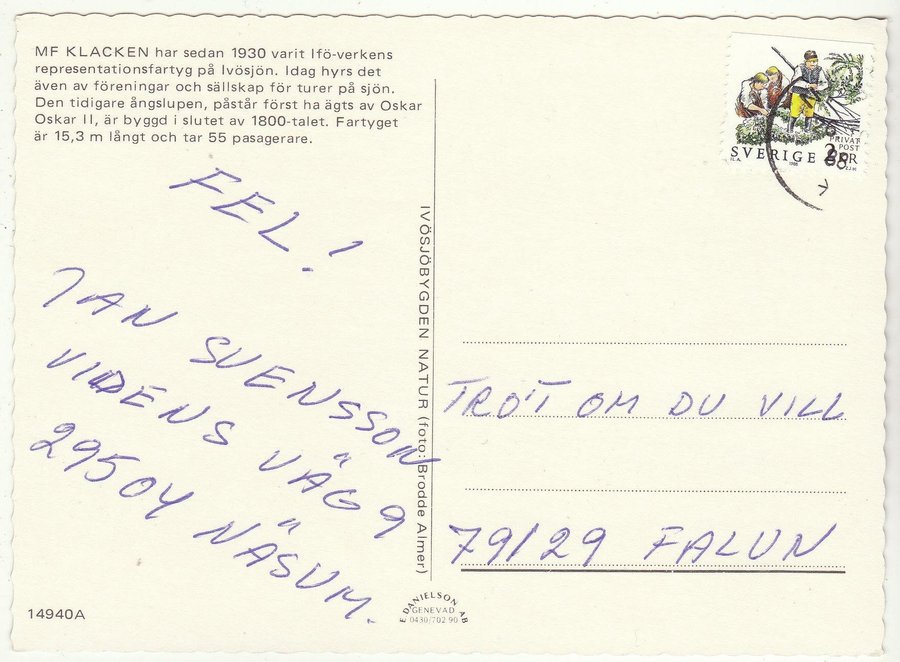 MF KLACKEN har sedan 1930 varit Ifö-verkens
representationsfartyg på Ivösjön. Idag hyrs det
även av föreningar och sällskap för turer på sjön.
Den tidigare ångslupen, påstår först ha ägts av Oskar
Oskar II, är byggd i slutet av 1800-talet. Fartyget
är 15,3 m långt och tar 55 pasagerare.
FEL!
JAN SVENSSON
VIDENS VÄG 9
29504 NÄSUM.
14940A
IVÖSJÖBYGDEN NATUR (foto: Brodde Almer)
E DANIELSON AB
GENEVAD
0430/702 90
PRIVAT
POST
SVERIGE 2 PR
88
TRÖT OM DU VILL
79129 FALUN